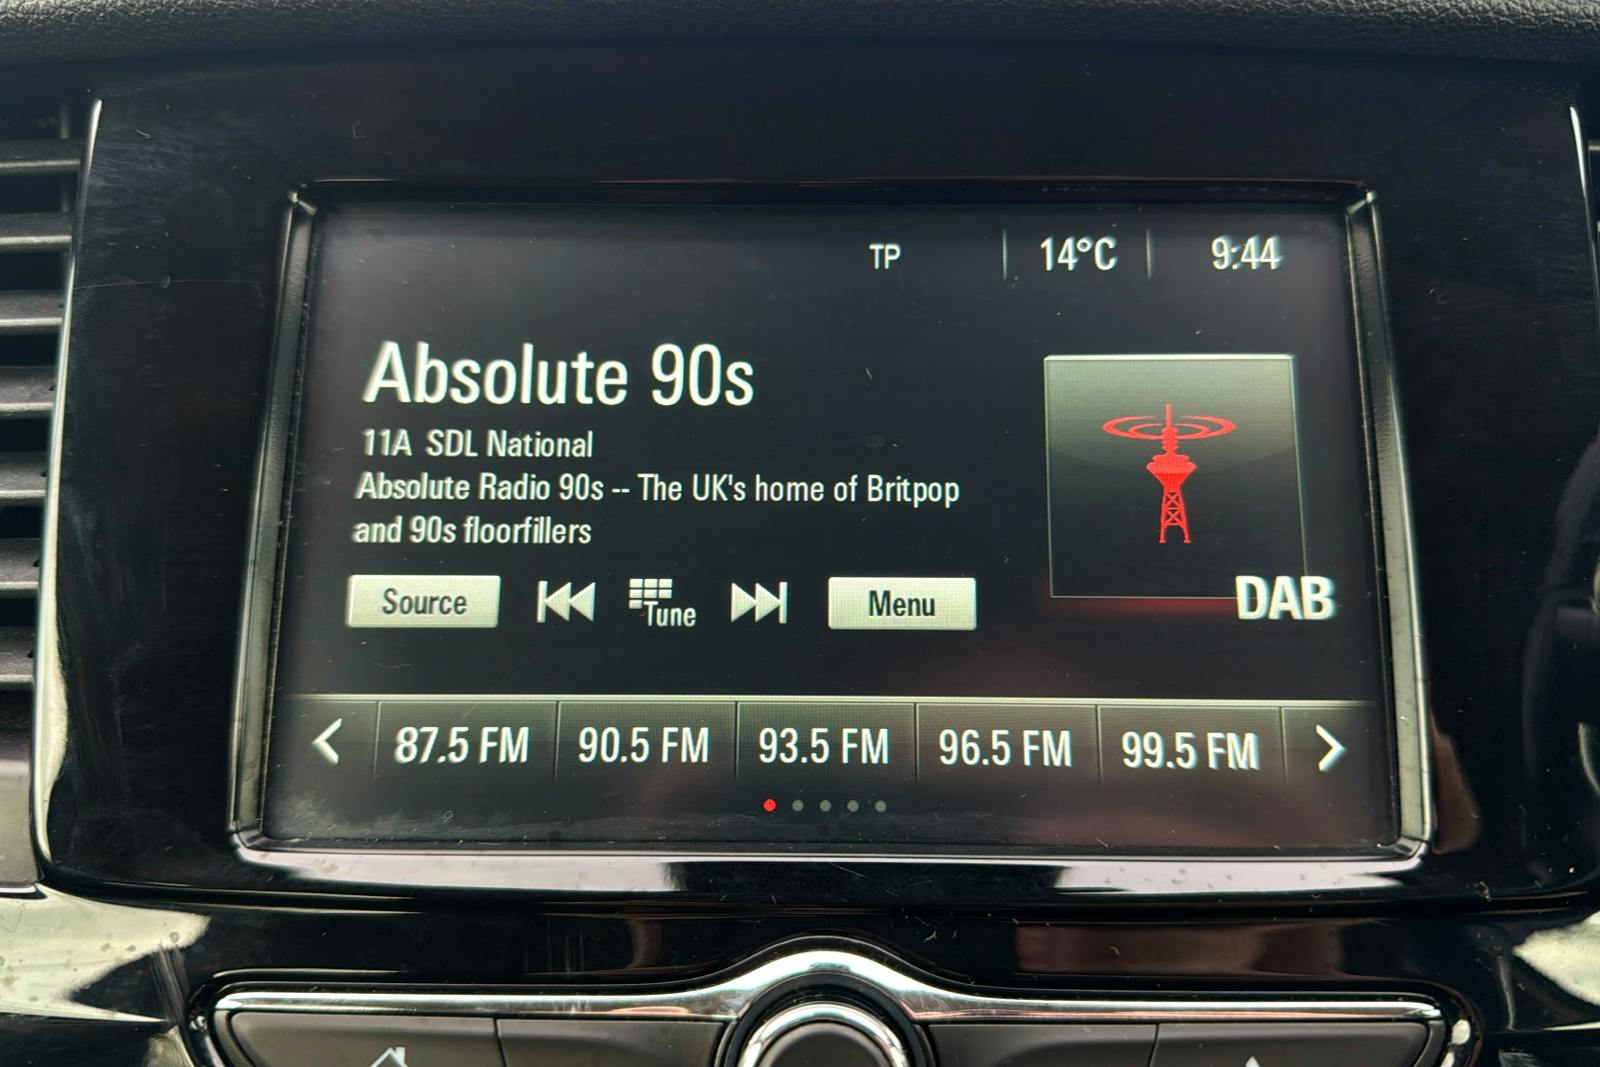 TP 14°C 9:44
Absolute 90s
11A SDL National
Absolute Radio 90s -- The UK's home of Britpop
and 90s floorfillers
Source Tune Menu
DAB
87.5 FM 90.5 FM 93.5 FM 96.5 FM 99.5 FM